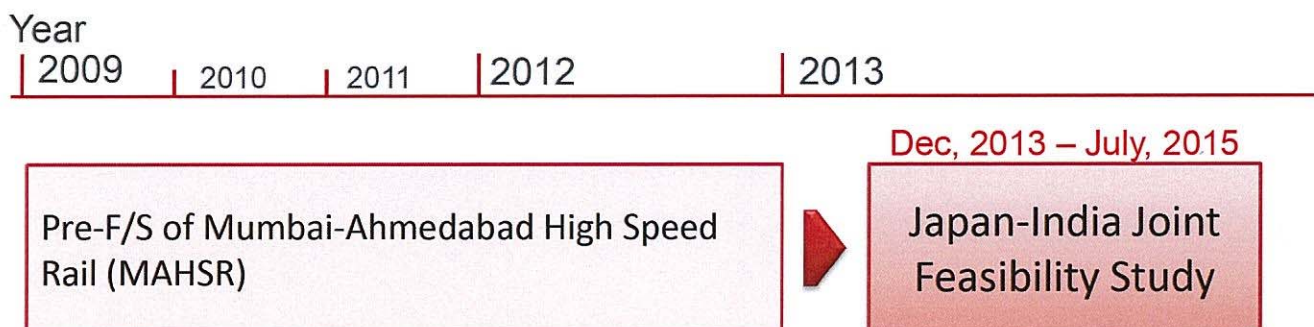 Year
2009 2010 2011 2012 2013
Dec, 2013 – July, 2015
Pre-F/S of Mumbai-Ahmedabad High Speed
Rail (MAHSR)
Japan-India Joint
Feasibility Study